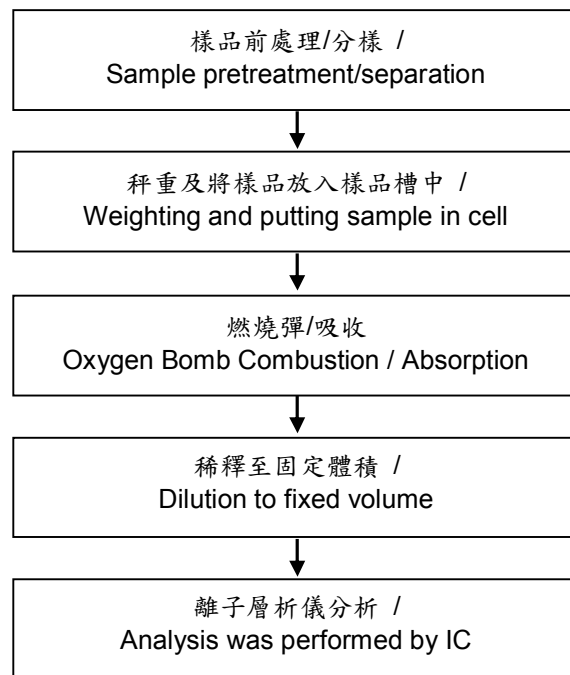 樣品前處理/分樣 /
Sample pretreatment/separation
秤重及將樣品放入樣品槽中 /
Weighting and putting sample in cell
燃燒彈/吸收
Oxygen Bomb Combustion / Absorption
稀釋至固定體積 /
Dilution to fixed volume
離子層析儀分析 /
Analysis was performed by IC